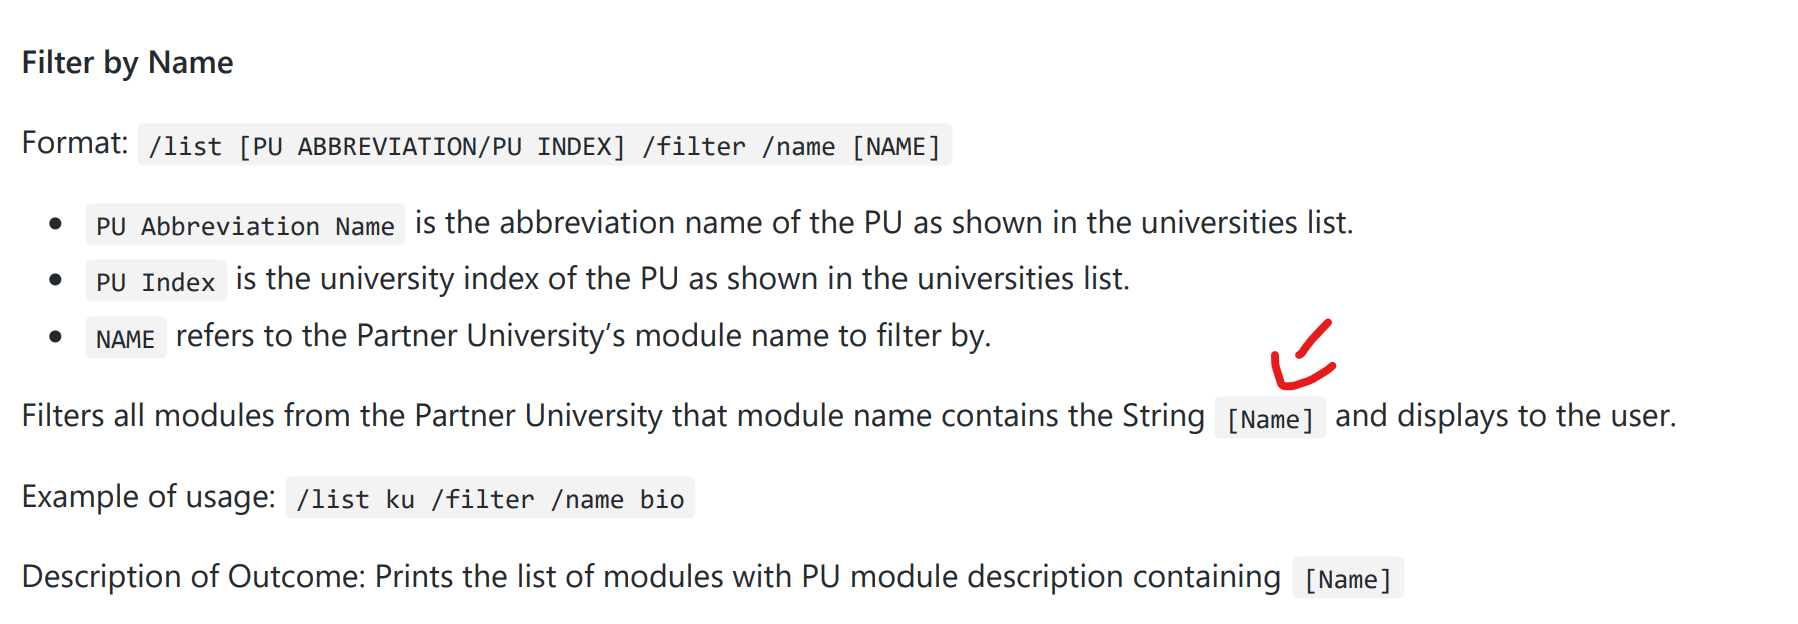 Filter by Name
Format: /list [PU ABBREVIATION/PU INDEX] /filter /name [NAME]
PU Abbreviation Name is the abbreviation name of the PU as shown in the universities list.
PU Index is the university index of the PU as shown in the universities list.
NAME refers to the Partner University’s module name to filter by.
Filters all modules from the Partner University that module name contains the String [Name] and displays to the user.
Example of usage: /list ku /filter /name bio
Description of Outcome: Prints the list of modules with PU module description containing [Name]